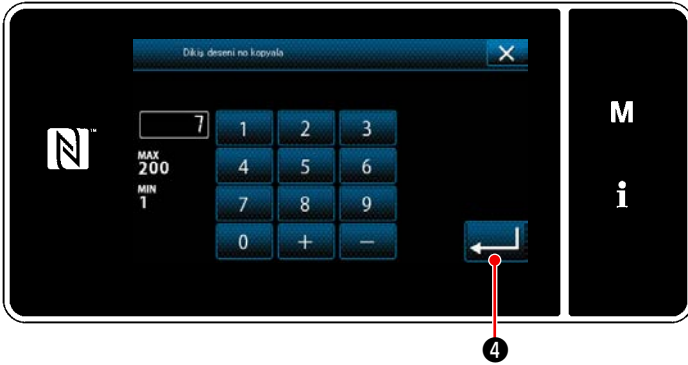 Dikiş deseni no kopyala
7
1 2 3
MAX
200
4 5 6
MIN
1
7 8 9
0 + −
M
i
4